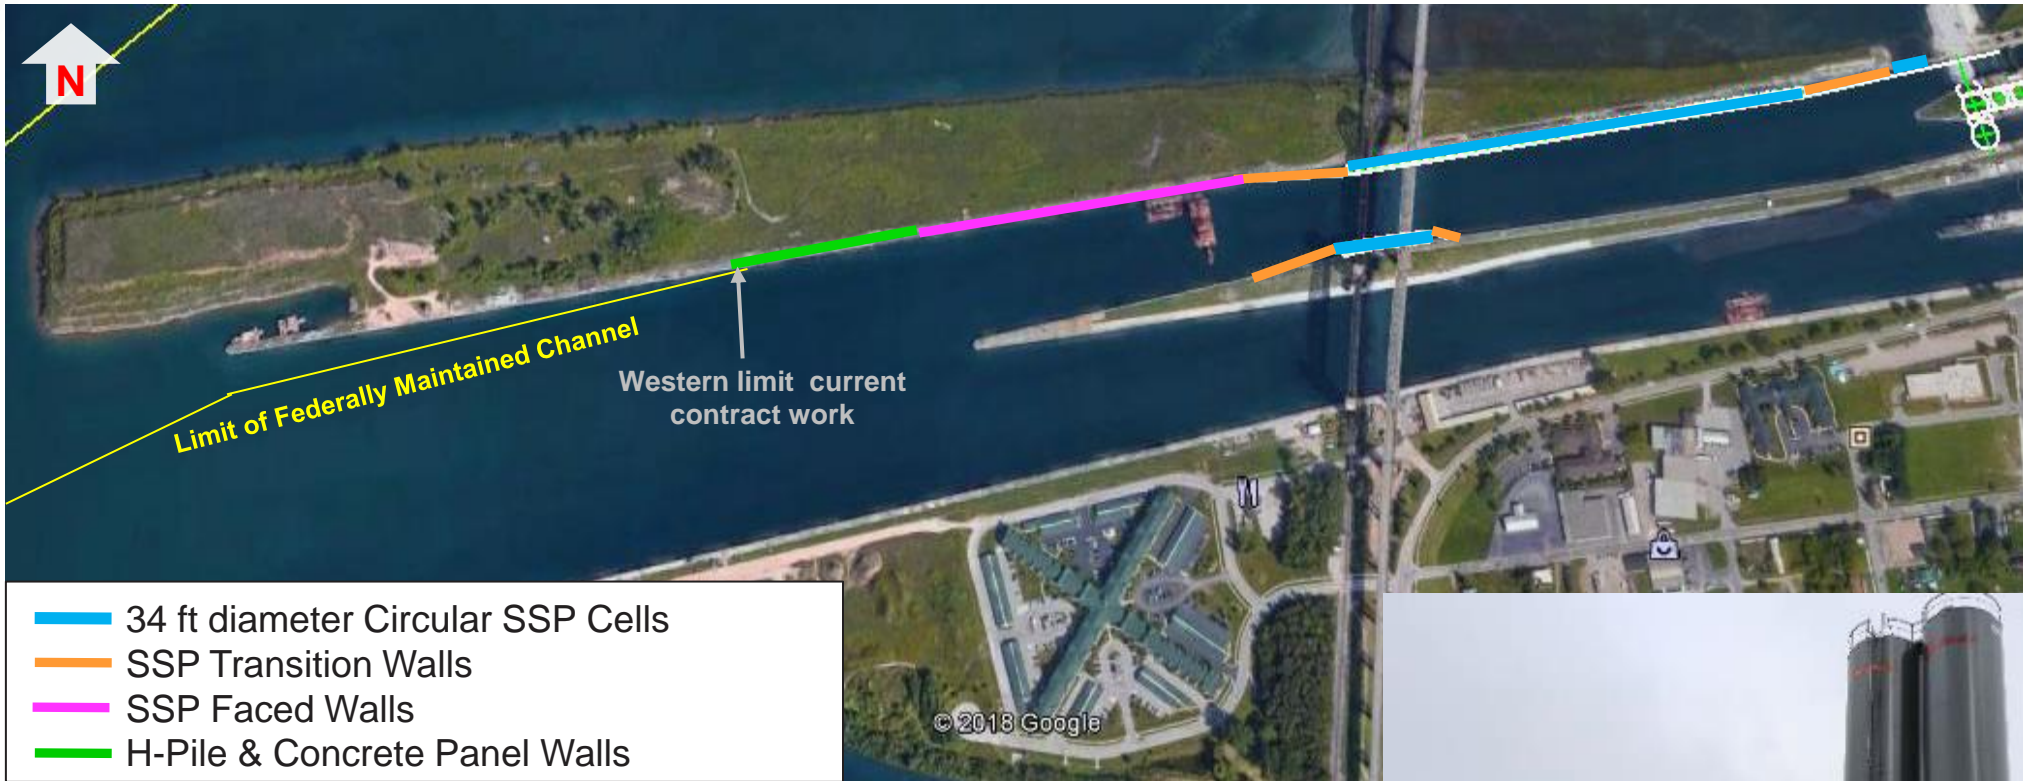 N
Limit of Federally Maintained Channel
Western limit current
contract work
34 ft diameter Circular SSP Cells
SSP Transition Walls
SSP Faced Walls
H-Pile & Concrete Panel Walls
© 2018 Google